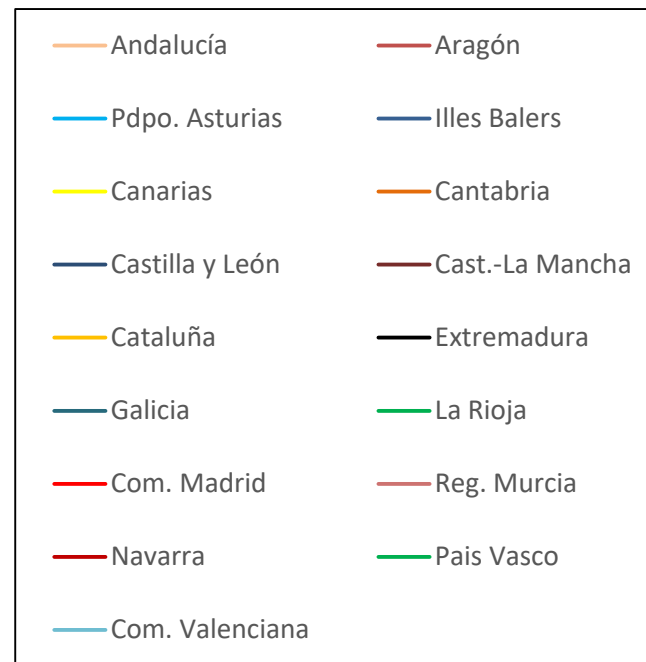 Andalucía Aragón
Pdpo. Asturias Illes Balers
Canarias Cantabria
Castilla y León Cast.-La Mancha
Cataluña Extremadura
Galicia La Rioja
Com. Madrid Reg. Murcia
Navarra Pais Vasco
Com. Valenciana